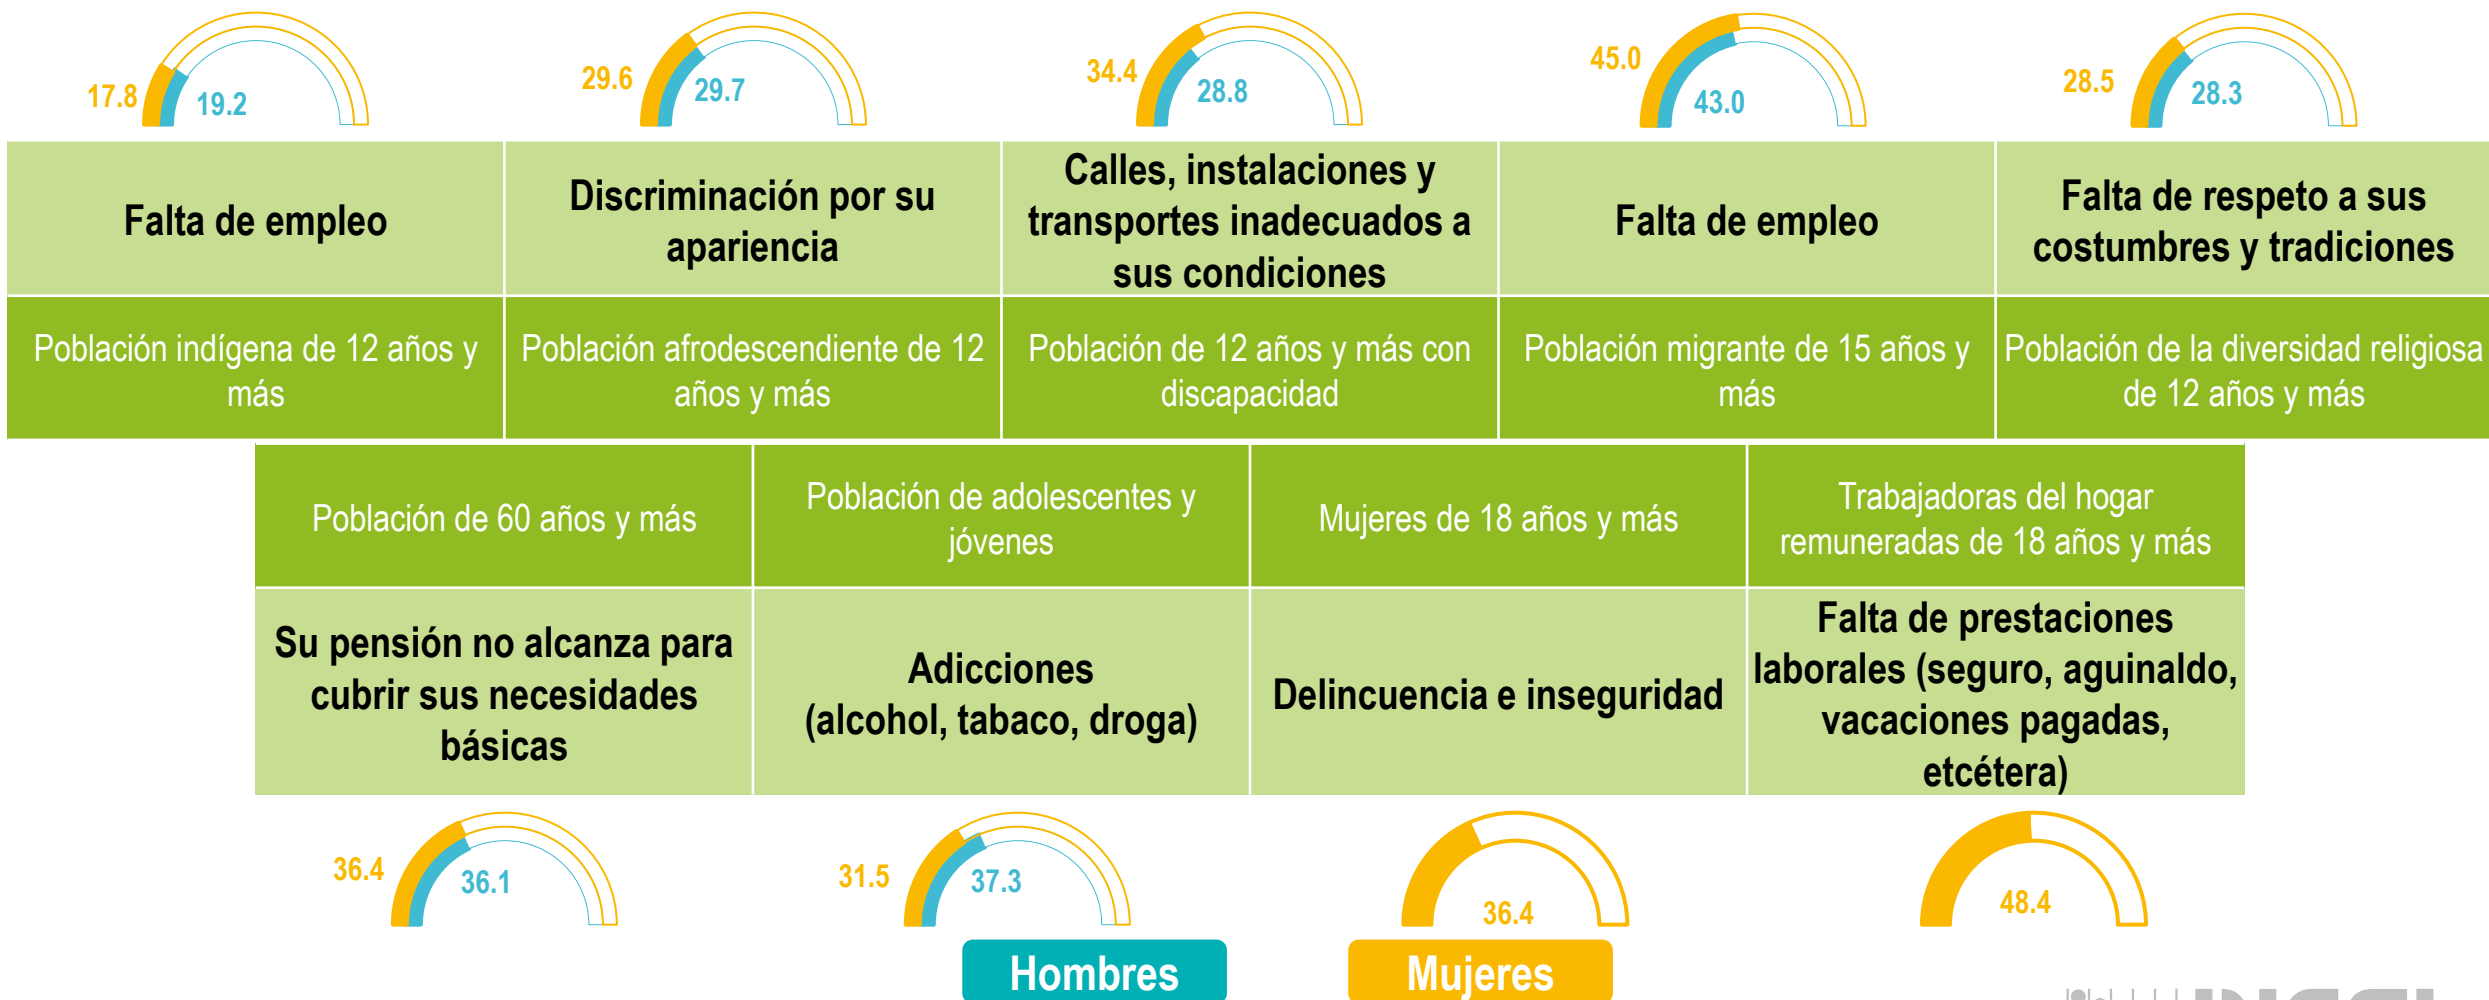 17.8
19.2
29.6
29.7
34.4
28.8
45.0
43.0
28.5
28.3
Falta de empleo
Discriminación por su
apariencia
Calles, instalaciones y
transportes inadecuados a
sus condiciones
Falta de empleo
Falta de respeto a sus
costumbres y tradiciones
Población indígena de 12 años y
más
Población afrodescendiente de 12
años y más
Población de 12 años y más con
discapacidad
Población migrante de 15 años y
más
Población de la diversidad religiosa
de 12 años y más
Población de 60 años y más
Población de adolescentes y
jóvenes
Mujeres de 18 años y más
Trabajadoras del hogar
remuneradas de 18 años y más
Su pensión no alcanza para
cubrir sus necesidades
básicas
Adicciones
(alcohol, tabaco, droga)
Delincuencia e inseguridad
Falta de prestaciones
laborales (seguro, aguinaldo,
vacaciones pagadas,
etcétera)
36.4
36.1
31.5
37.3
36.4
48.4
Hombres
Mujeres